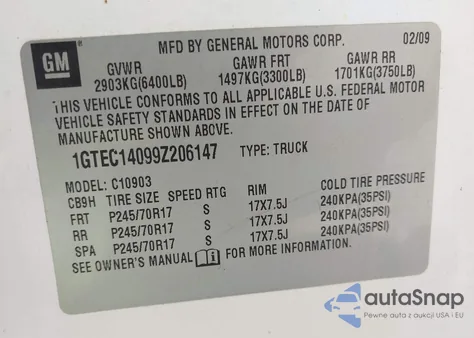 MFD BY GENERAL MOTORS CORP. 02/09
GM
GVWR GAWR FRT GAWR RR
2903KG(6400LB) 1497KG(3300LB) 1701KG(3750LB)
THIS VEHICLE CONFORMS TO ALL APPLICABLE U.S. FEDERAL MOTOR
VEHICLE SAFETY STANDARDS IN EFFECT ON THE DATE OF
MANUFACTURE SHOWN ABOVE.
1GTEC14099Z206147 TYPE: TRUCK
MODEL: C10903
CB9H TIRE SIZE SPEED RTG RIM COLD TIRE PRESSURE
FRT P245/70R17 S 17X7.5J 240KPA(35PSI)
RR P245/70R17 S 17X7.5J 240KPA(35PSI)
SPA P245/70R17 S 17X7.5J 240KPA(35PSI)
SEE OWNER'S MANUAL FOR MORE INFORMATION.
autoSnap
Pewne auta z aukcji USA i EU